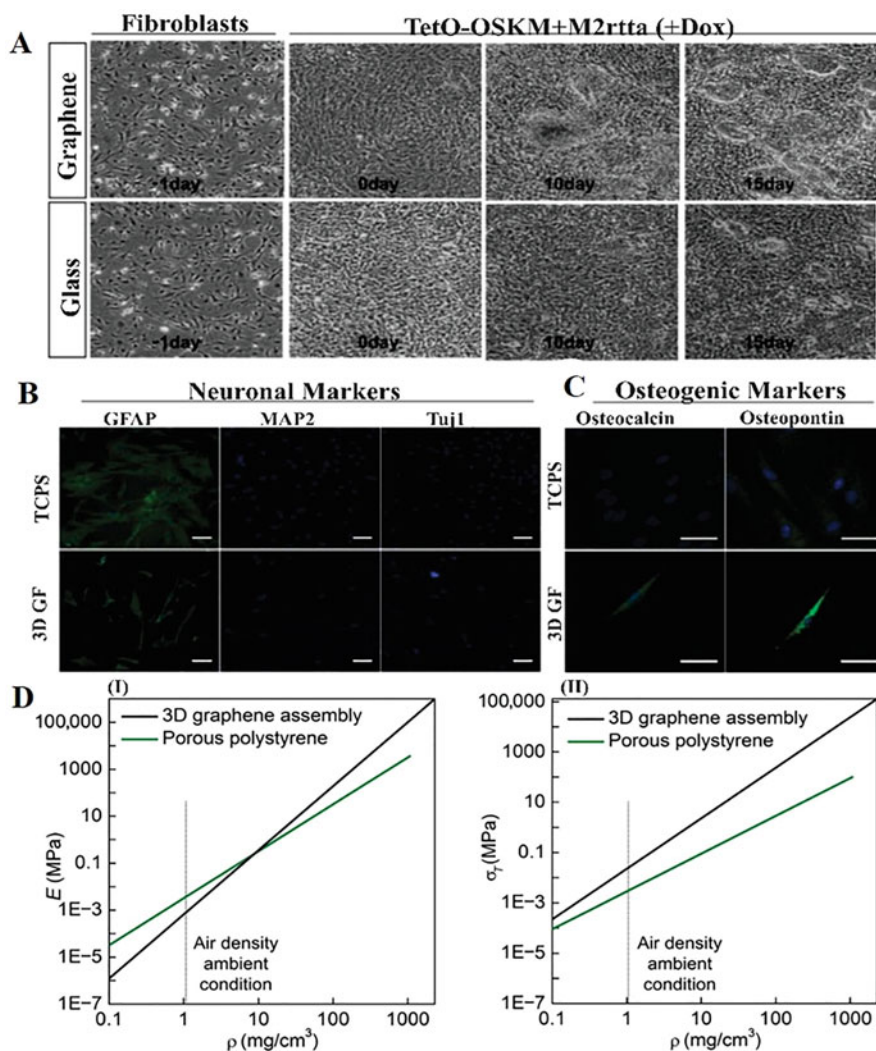 Fibroblasts
TetO-OSKM+M2rtta (+Dox)
A
Graphene
-1day
0day
10day
15day
Glass
-1day
0day
10day
15day
B
Neuronal Markers
GFAP
MAP2
Tuj1
TCPS
3D GF
C
Osteogenic Markers
Osteocalcin
Osteopontin
TCPS
3D GF
D
(I)
3D graphene assembly
Porous polystyrene
100,000
1000
10
0.1
1E−3
1E−5
1E−7
E (MPa)
Air density
ambient
condition
0.1
1
10
100
1000
ρ (mg/cm³)
(II)
3D graphene assembly
Porous polystyrene
100,000
1000
10
0.1
1E−3
1E−5
1E−7
σT (MPa)
Air density
ambient
condition
0.1
1
10
100
1000
ρ (mg/cm³)